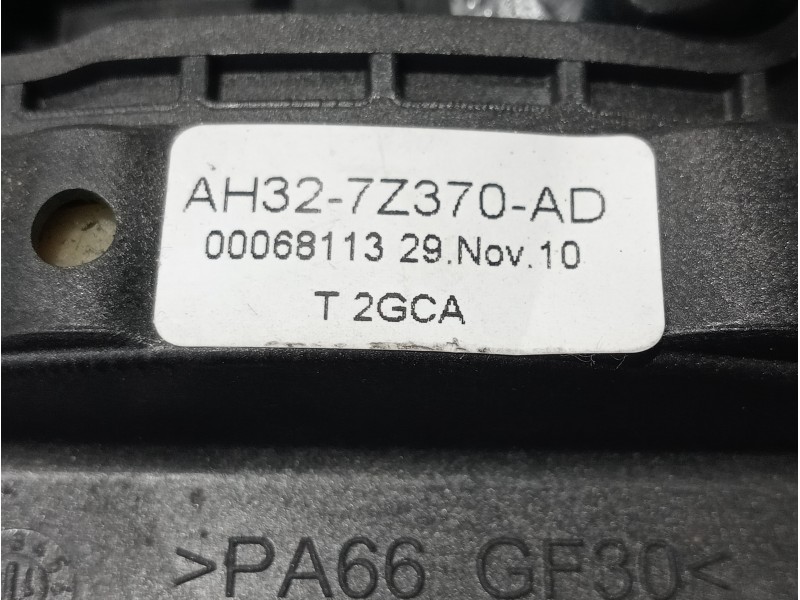 AH32-7Z370-AD
00068113 29.Nov.10
T 2GCA
>PA66 GF30<